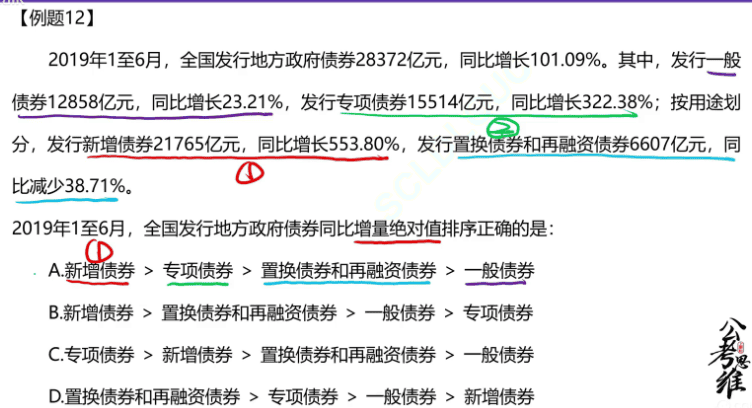 【例题12】
2019年1至6月，全国发行地方政府债券28372亿元，同比增长101.09%。其中，发行一般
债券12858亿元，同比增长23.21%，发行专项债券15514亿元，同比增长322.38%；按用途划
②
分，发行新增债券21765亿元，同比增长553.80%，发行置换债券和再融资债券6607亿元，同
①
比减少38.71%。
2019年1至6月，全国发行地方政府债券同比增量绝对值排序正确的是：
①
A.新增债券 > 专项债券 > 置换债券和再融资债券 > 一般债券
B.新增债券 > 置换债券和再融资债券 > 一般债券 > 专项债券
C.专项债券 > 新增债券 > 置换债券和再融资债券 > 一般债券
D.置换债券和再融资债券 > 专项债券 > 一般债券 > 新增债券
公考思维